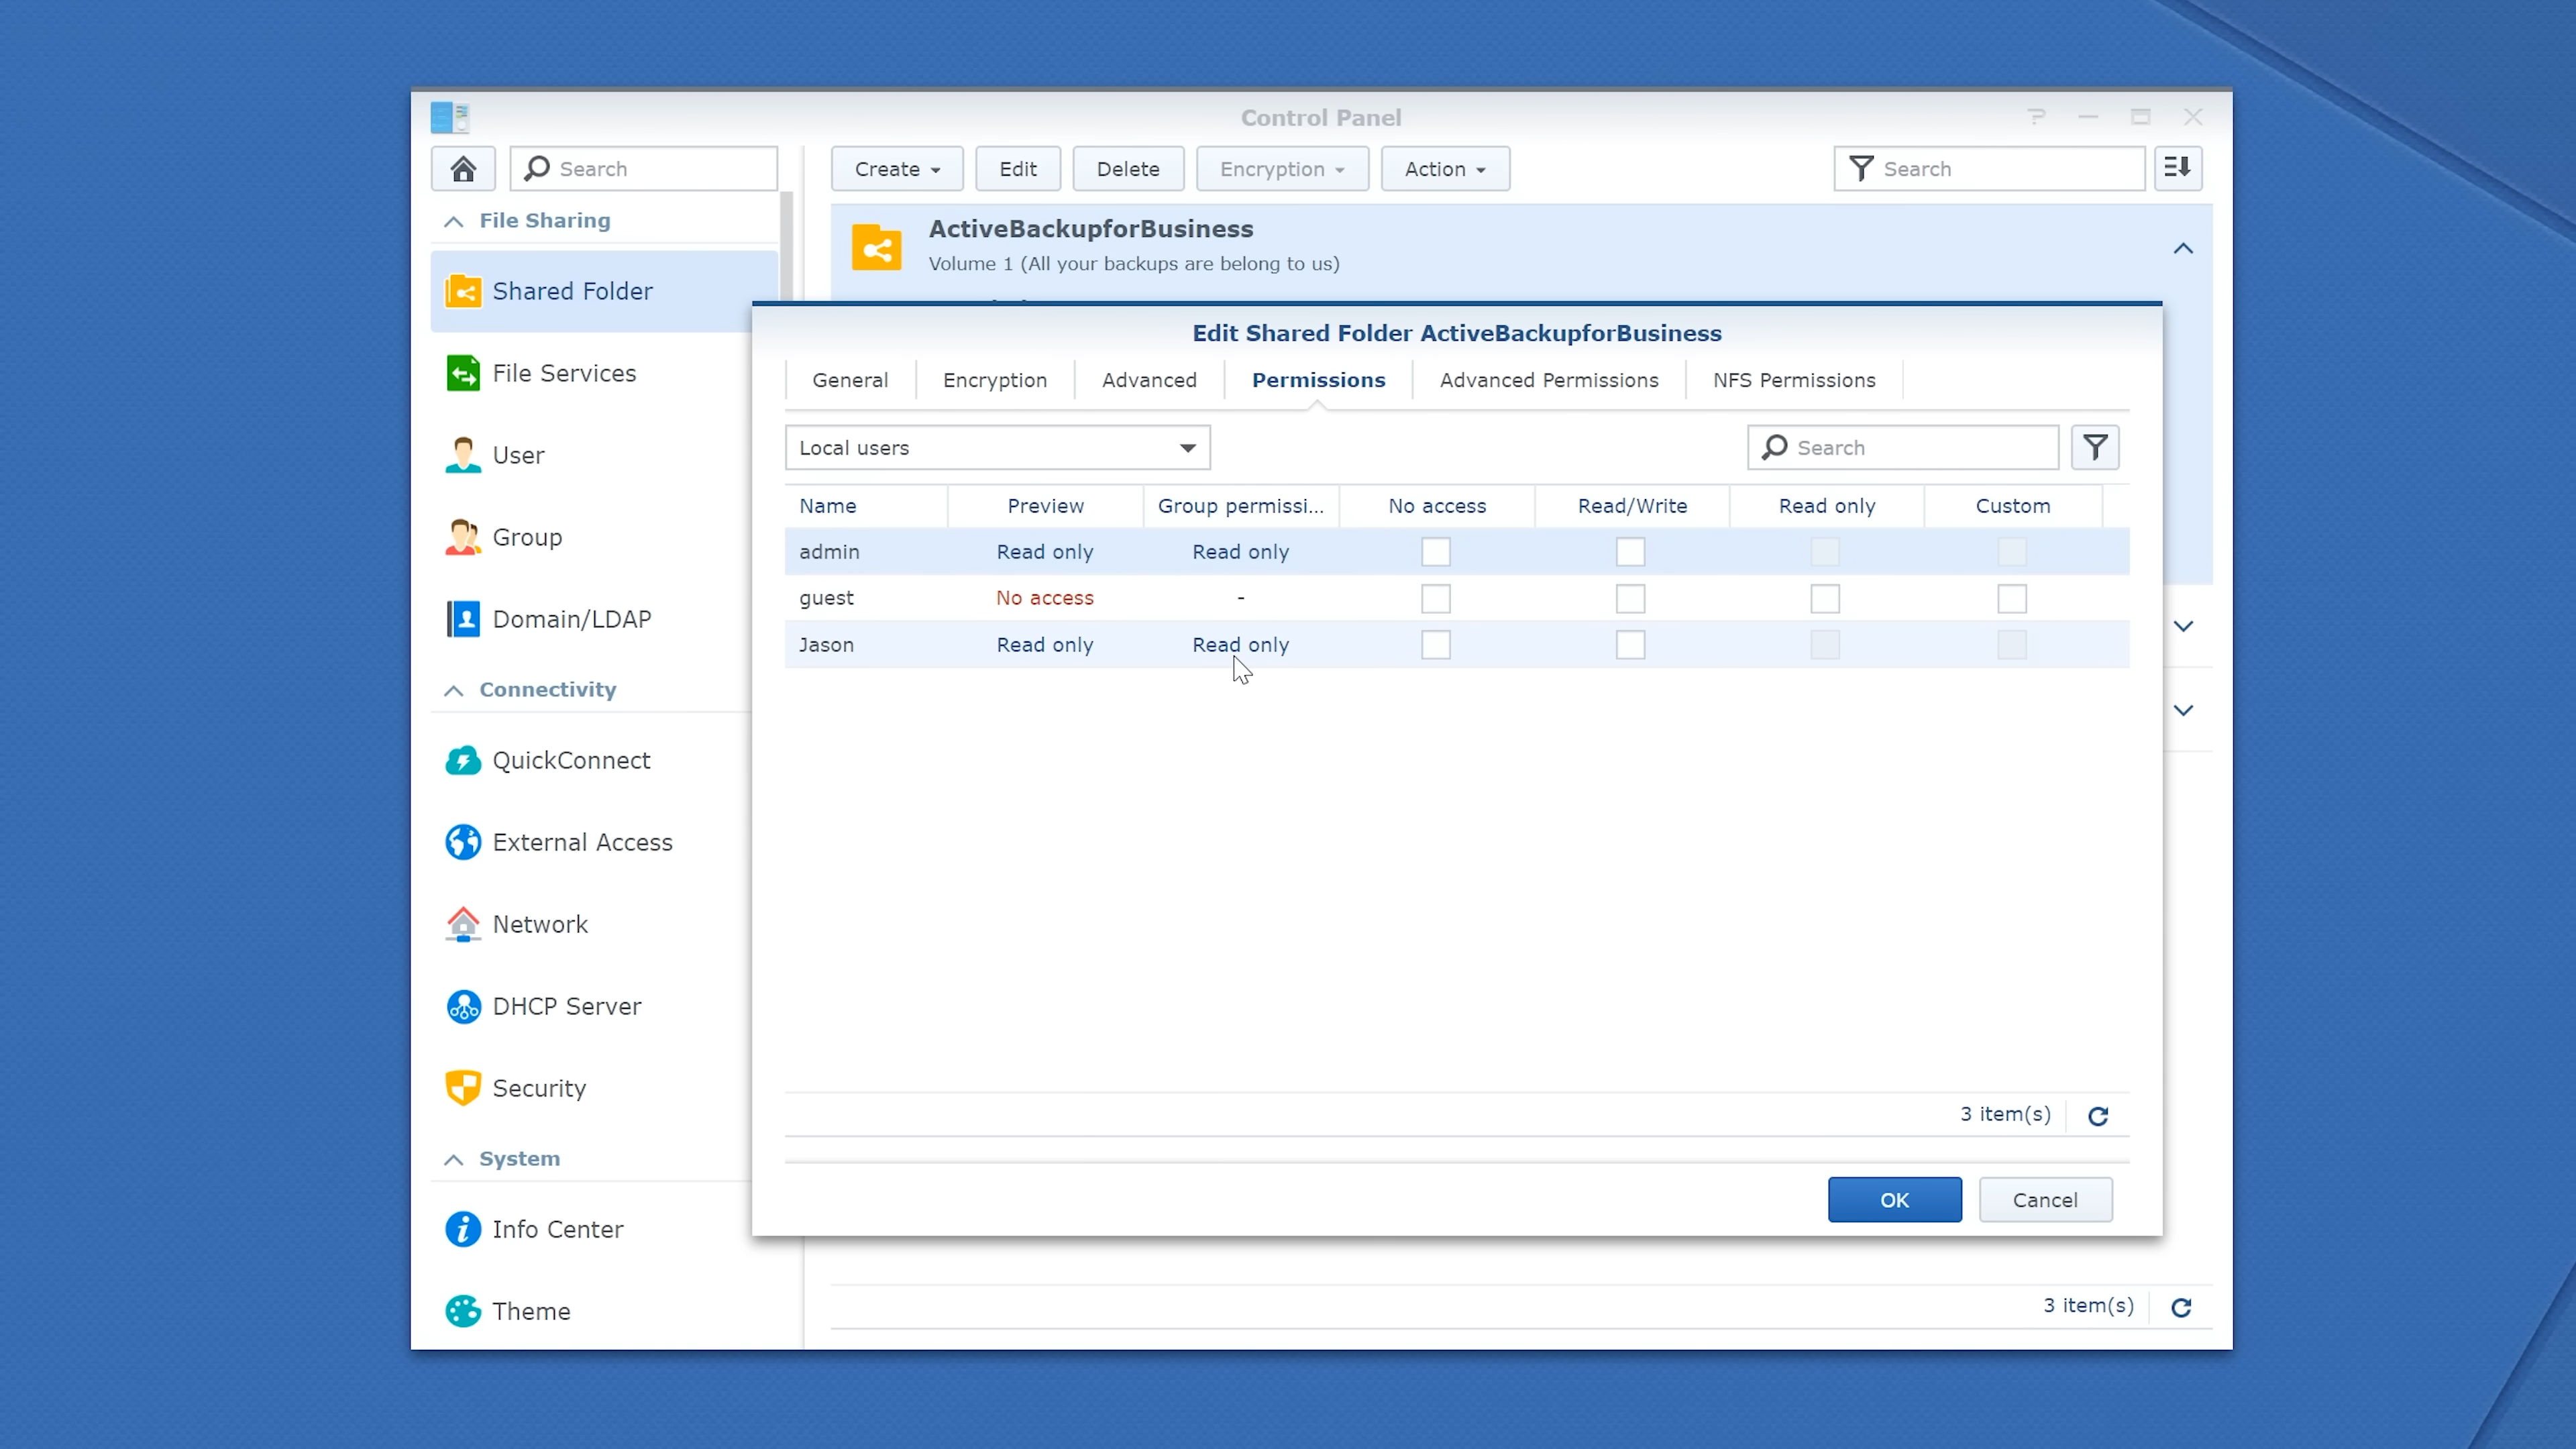 Control Panel
Search
Create
Edit
Delete
Encryption
Action
Search
File Sharing
Shared Folder
File Services
User
Group
Domain/LDAP
Connectivity
QuickConnect
External Access
Network
DHCP Server
Security
System
Info Center
Theme
ActiveBackupforBusiness
Volume 1 (All your backups are belong to us)
Edit Shared Folder ActiveBackupforBusiness
General Encryption Advanced Permissions Advanced Permissions NFS Permissions
Local users
Search
Name Preview Group permissi... No access Read/Write Read only Custom
admin Read only Read only
guest No access -
Jason Read only Read only
3 item(s)
OK Cancel
3 item(s)